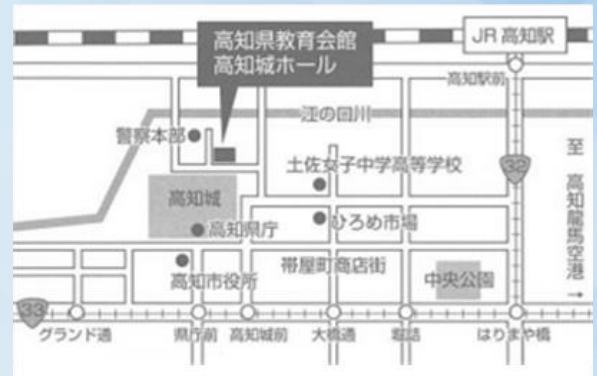 高知県教育会館
高知城ホール
JR 高知駅
高知駅前
江の口川
警察本部
土佐女子中学高等学校
32
至 高知龍馬空港 →
高知城
高知県庁
ひろめ市場
高知市役所
帯屋町商店街
中央公園
33
グランド通
県庁前
高知城前
大橋通
堀詰
はりまや橋